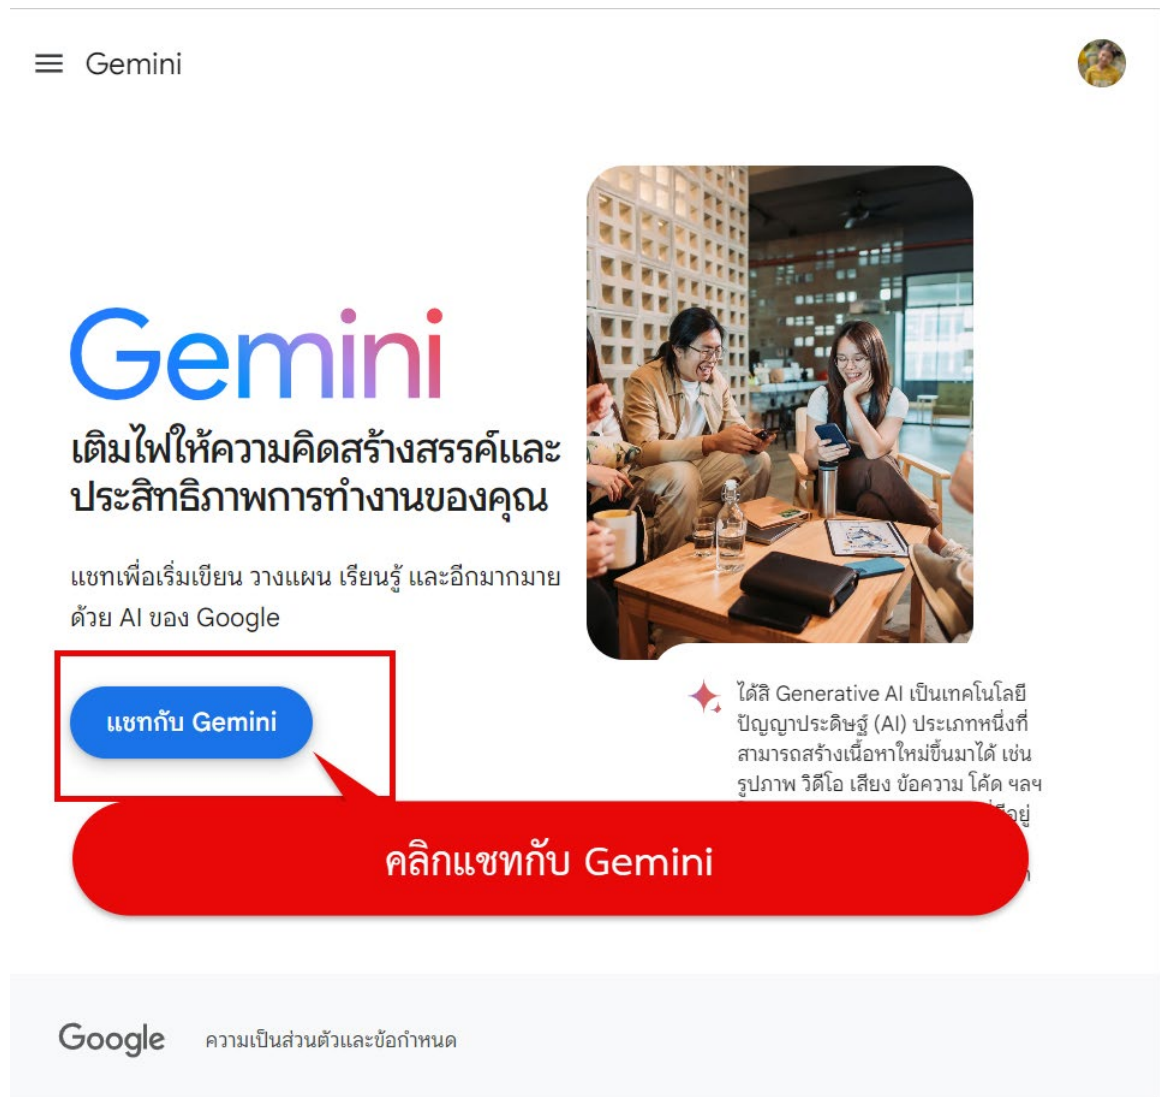 Gemini
Gemini
เติมไฟให้ความคิดสร้างสรรค์และ
ประสิทธิภาพการทำงานของคุณ
แชทเพื่อเริ่มเขียน วางแผน เรียนรู้ และอีกมากมาย
ด้วย AI ของ Google
แชทกับ Gemini
ได้สิ Generative AI เป็นเทคโนโลยี
ปัญญาประดิษฐ์ (AI) ประเภทหนึ่งที่
สามารถสร้างเนื้อหาใหม่ขึ้นมาได้ เช่น
รูปภาพ วิดีโอ เสียง ข้อความ โค้ด ฯลฯ
คลิกแชทกับ Gemini
Google
ความเป็นส่วนตัวและข้อกำหนด